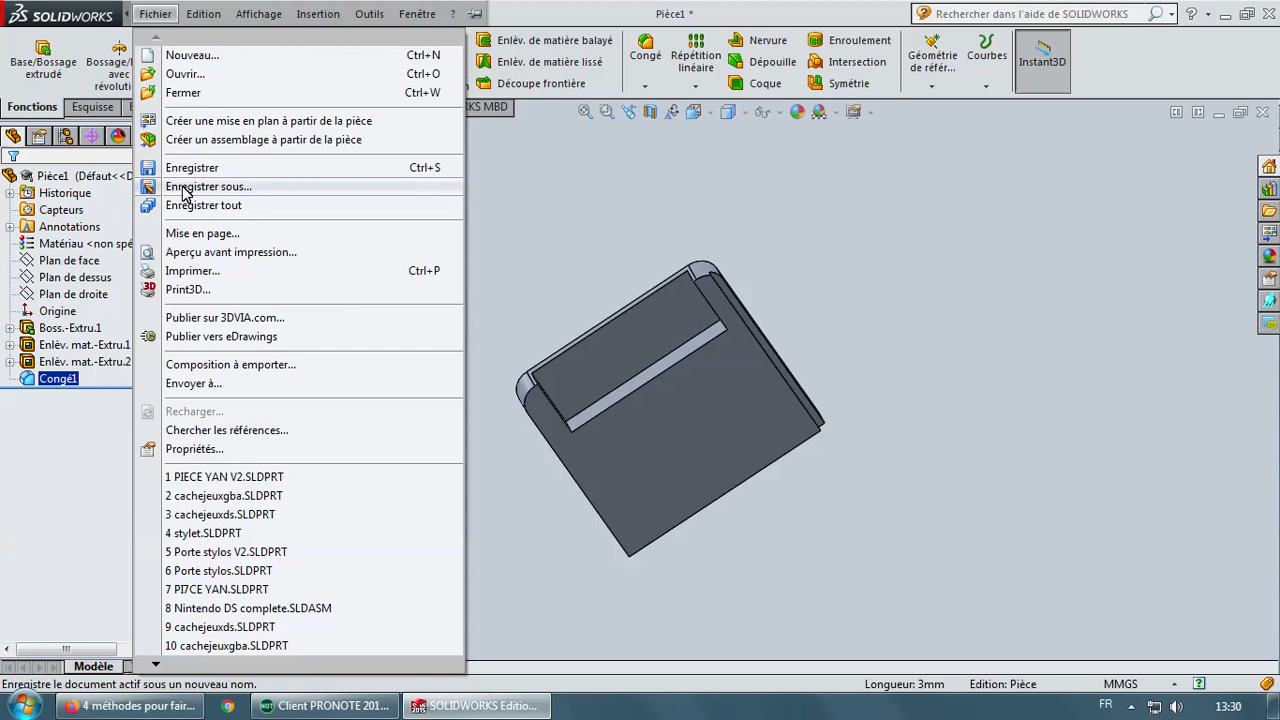 SOLIDWORKS
Fichier
Edition
Affichage
Insertion
Outils
Fenêtre
?
Pièce1 *
Rechercher dans l'aide de SOLIDWORKS
Base/Bossage
extrudé
Bossage/
avec
révoluti
Nouveau... Ctrl+N
Ouvrir... Ctrl+O
Fermer Ctrl+W
Créer une mise en plan à partir de la pièce
Créer un assemblage à partir de la pièce
Enregistrer Ctrl+S
Enregistrer sous...
Enregistrer tout
Mise en page...
Aperçu avant impression...
Imprimer... Ctrl+P
Print3D...
Publier sur 3DVIA.com...
Publier vers eDrawings
Composition à emporter...
Envoyer à...
Recharger...
Chercher les références...
Propriétés...
1 PIECE YAN V2.SLDPRT
2 cachejeuxgba.SLDPRT
3 cachejeuxds.SLDPRT
4 stylet.SLDPRT
5 Porte stylos V2.SLDPRT
6 Porte stylos.SLDPRT
7 PI7CE YAN.SLDPRT
8 Nintendo DS complete.SLDASM
9 cachejeuxds.SLDPRT
10 cachejeuxgba.SLDPRT
Enlèv. de matière balayé
Enlèv. de matière lissé
Découpe frontière
Congé
Répétition
linéaire
Nervure
Dépouille
Coque
Enroulement
Intersection
Symétrie
Géométrie
de référ...
Courbes
Instant3D
Fonctions
Esquisse
KS MBD
Pièce1 (Défaut<<D
Historique
Capteurs
Annotations
Matériau <non spé
Plan de face
Plan de dessus
Plan de droite
Origine
Boss.-Extru.1
Enlèv. mat.-Extru.1
Enlèv. mat.-Extru.2
Congé1
Modèle
Enregistre le document actif sous un nouveau nom.
Longueur: 3mm
Edition: Pièce
MMGS
4 méthodes pour fair...
Client PRONOTE 201...
SOLIDWORKS Editio...
FR
13:30